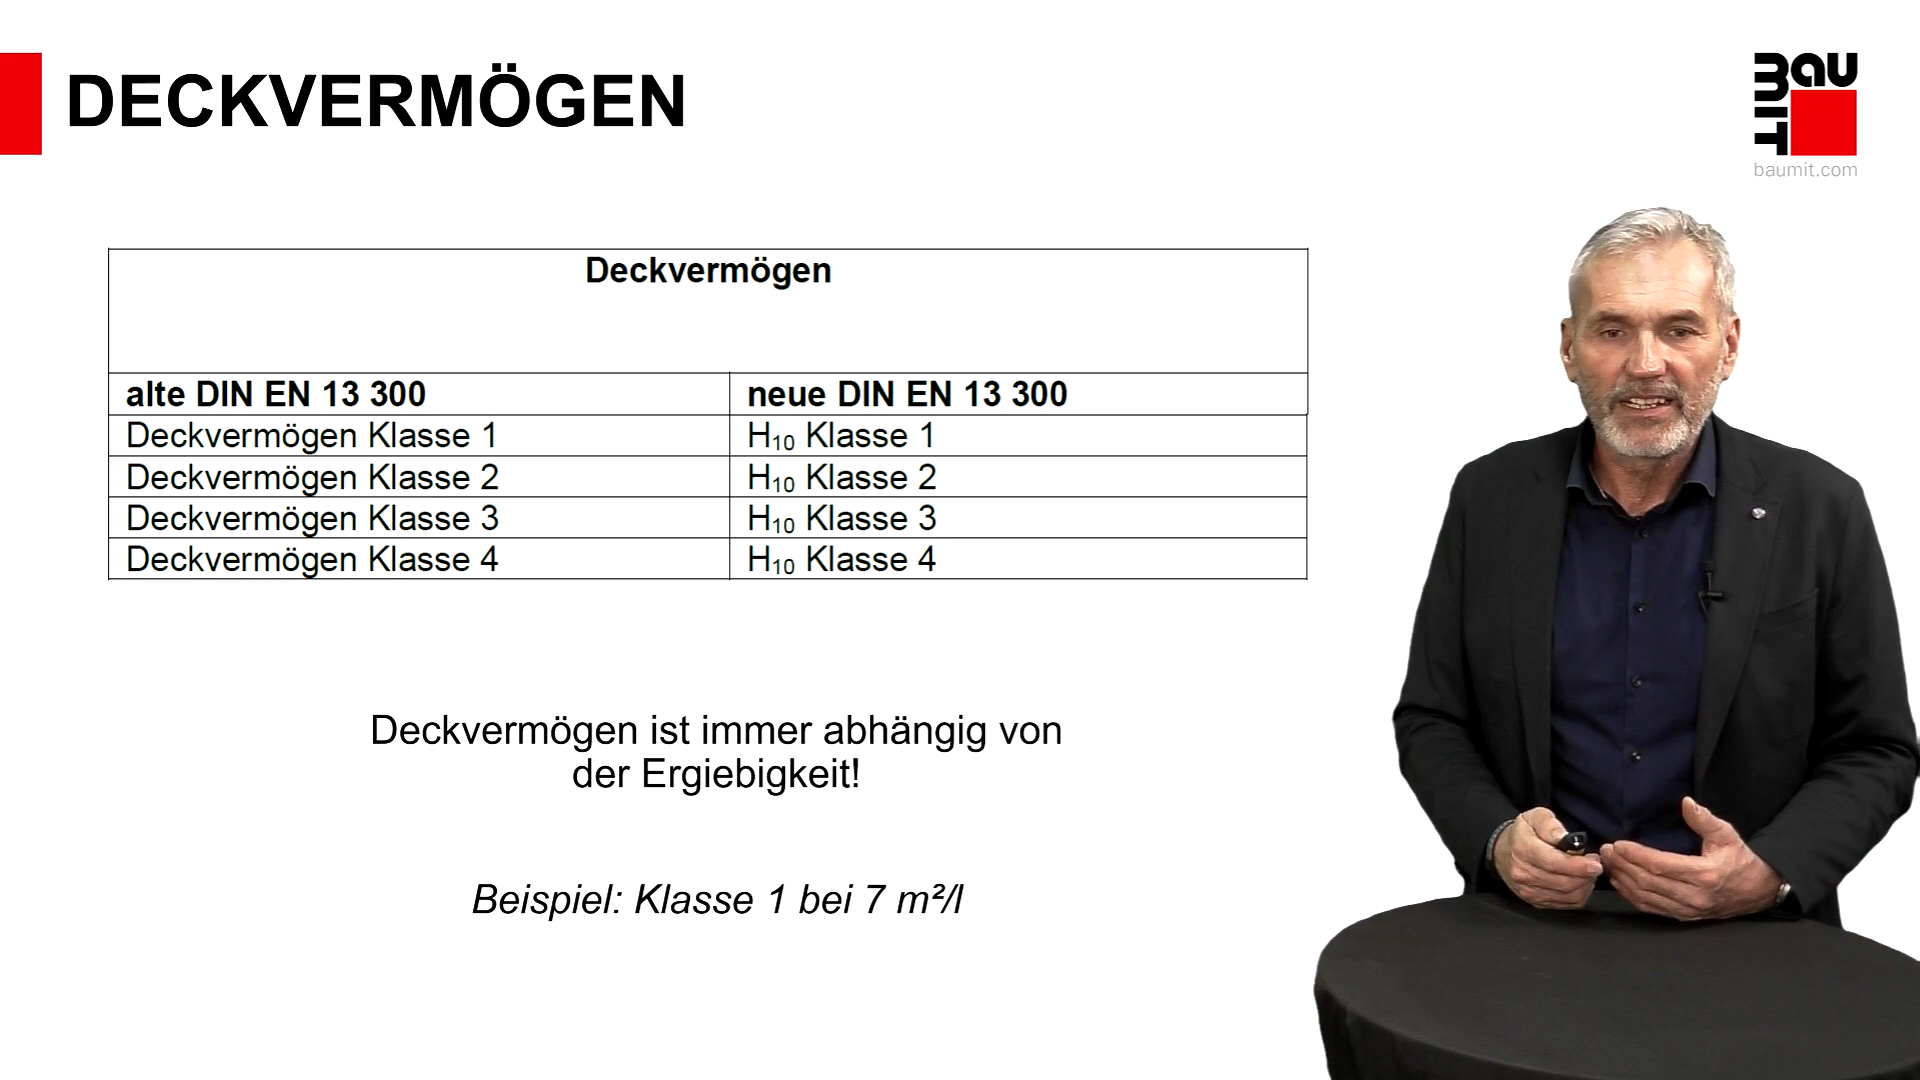 DECKVERMÖGEN
bauMIT
baumit.com
Deckvermögen
alte DIN EN 13 300
neue DIN EN 13 300
Deckvermögen Klasse 1
H₁₀ Klasse 1
Deckvermögen Klasse 2
H₁₀ Klasse 2
Deckvermögen Klasse 3
H₁₀ Klasse 3
Deckvermögen Klasse 4
H₁₀ Klasse 4
Deckvermögen ist immer abhängig von
der Ergiebigkeit!
Beispiel: Klasse 1 bei 7 m²/l